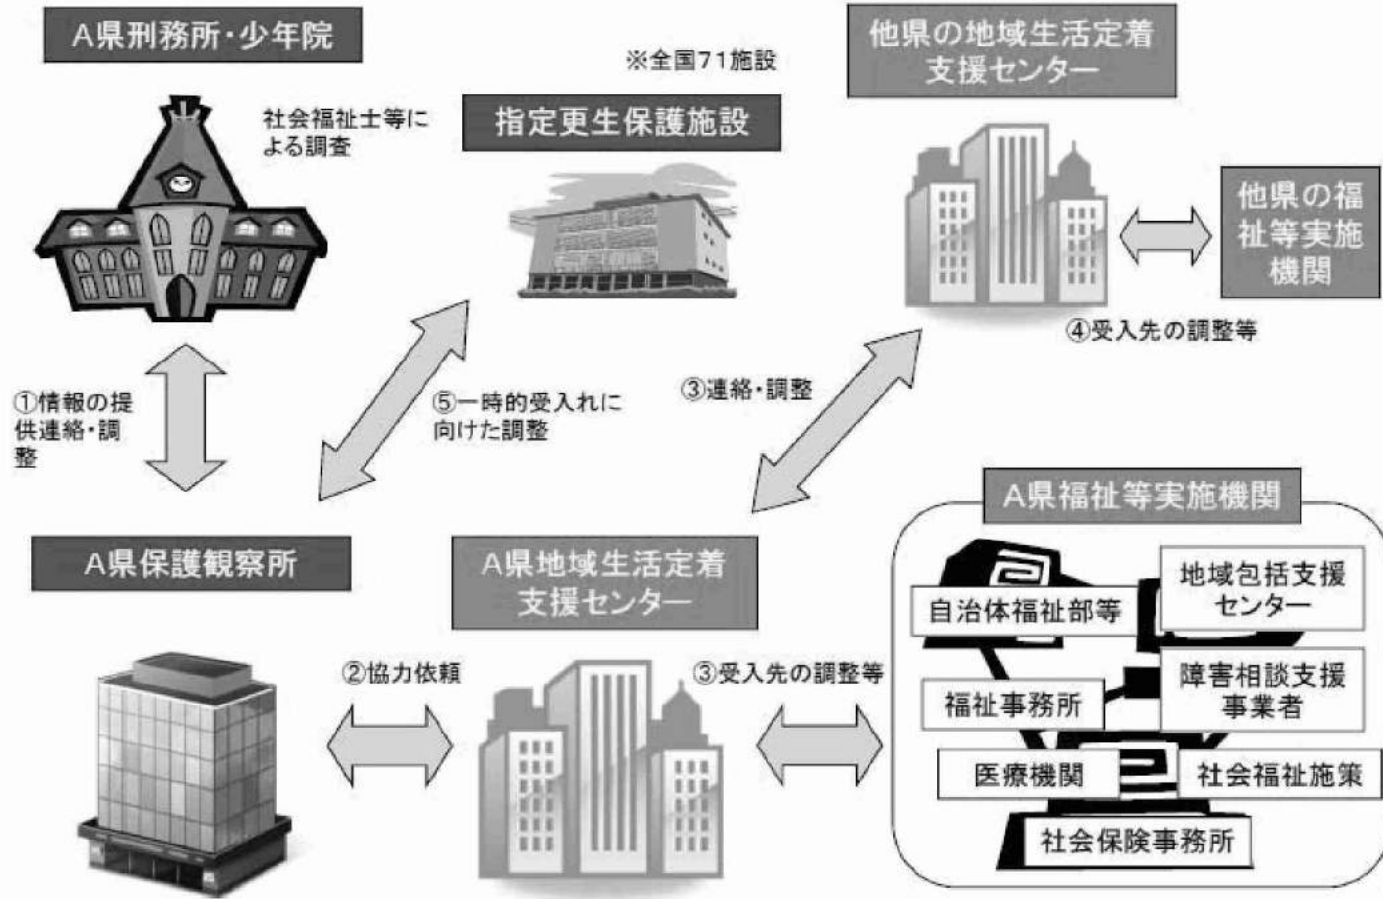 A県刑務所・少年院
社会福祉士等に
よる調査
※全国71施設
指定更生保護施設
他県の地域生活定着
支援センター
他県の福
祉等実施
機関
④受入先の調整等
①情報の提
供連絡・調
整
⑤一時的受入れに
向けた調整
③連絡・調整
A県保護観察所
A県地域生活定着
支援センター
②協力依頼
③受入先の調整等
A県福祉等実施機関
自治体福祉部等
地域包括支援
センター
福祉事務所
障害相談支援
事業者
医療機関
社会福祉施策
社会保険事務所